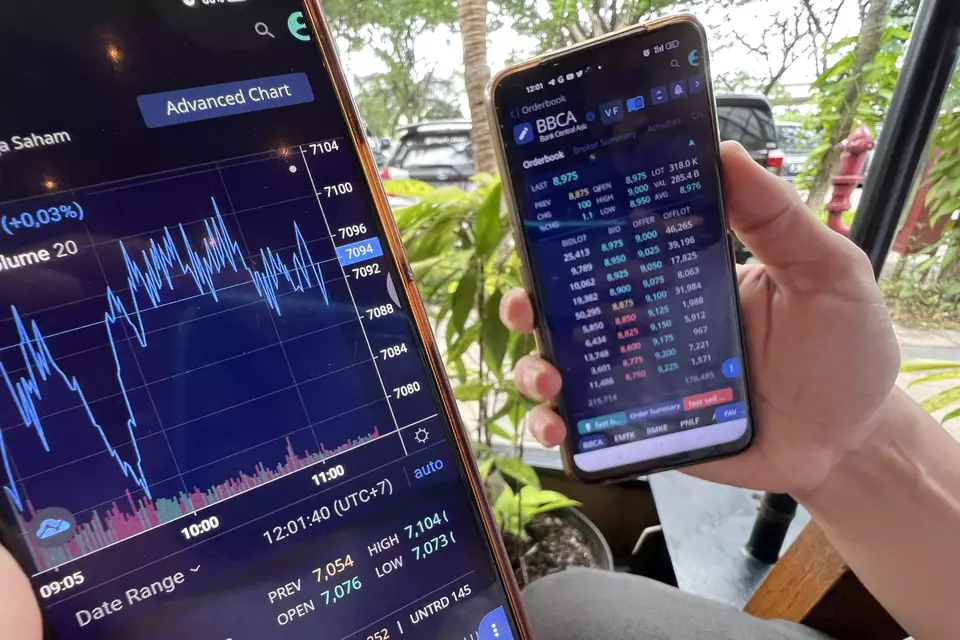 Advanced Chart
a Saham
(+0,03%)
olume 20
7104
7100
7096
7094
7092
7088
7084
7080
09:05
10:00
11:00
12:01:40 (UTC+7)
auto
Date Range
PREV 7,054 HIGH 7,104
OPEN 7,076 LOW 7,073
252 | UNTRD 145
12:01
Orderbook
BBCA
Bank Central Asia
V F
Orderbook Broker Summary Activities Ch
LAST 8,975
PREV 8,875 OPEN 8,975 LOT 318.0 K
CHG 100 HIGH 9,000 VAL 285.4 B
%CHG 1.1 LOW 8,950 AVG 8,976
BIDLOT BID OFFER OFFLOT
25,413 8,975 9,000 46,265
9,789 8,950 9,025 39,196
10,062 8,925 9,050 17,825
19,382 8,900 9,075 8,063
50,295 8,875 9,100 31,984
5,850 8,850 9,125 1,988
6,434 8,825 9,150 5,912
13,743 8,800 9,175 967
3,601 8,775 9,200 7,221
11,486 8,750 9,225 1,571
215,714 178,485
fast b... Order Summary fast sell ...
BBCA EMTK BMKE PNLF FAV